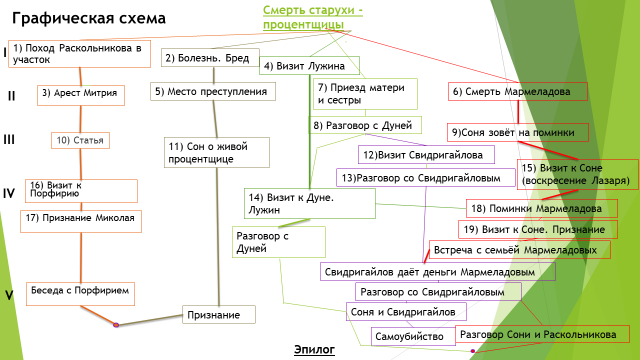 Графическая схема
Смерть старухи -
процентщицы
I
1) Поход Раскольникова в
участок
2) Болезнь. Бред
4) Визит Лужина
II
3) Арест Митрия
5) Место преступления
7) Приезд матери
и сестры
6) Смерть Мармеладова
8) Разговор с Дуней
III
10) Статья
11) Сон о живой
процентщице
9)Соня зовёт на поминки
12)Визит Свидригайлова
13)Разговор со Свидригайловым
15) Визит к Соне
(воскресение Лазаря)
IV
16) Визит к
Порфирию
14) Визит к Дуне.
Лужин
18) Поминки Мармеладова
17) Признание Миколая
19) Визит к Соне. Признание
Разговор с
Дуней
Встреча с семьёй Мармеладовых
Свидригайлов даёт деньги Мармеладовым
V
Беседа с Порфирием
Разговор со Свидригайловым
Признание
Соня и Свидригайлов
Самоубийство
Разговор Сони и Раскольникова
Эпилог